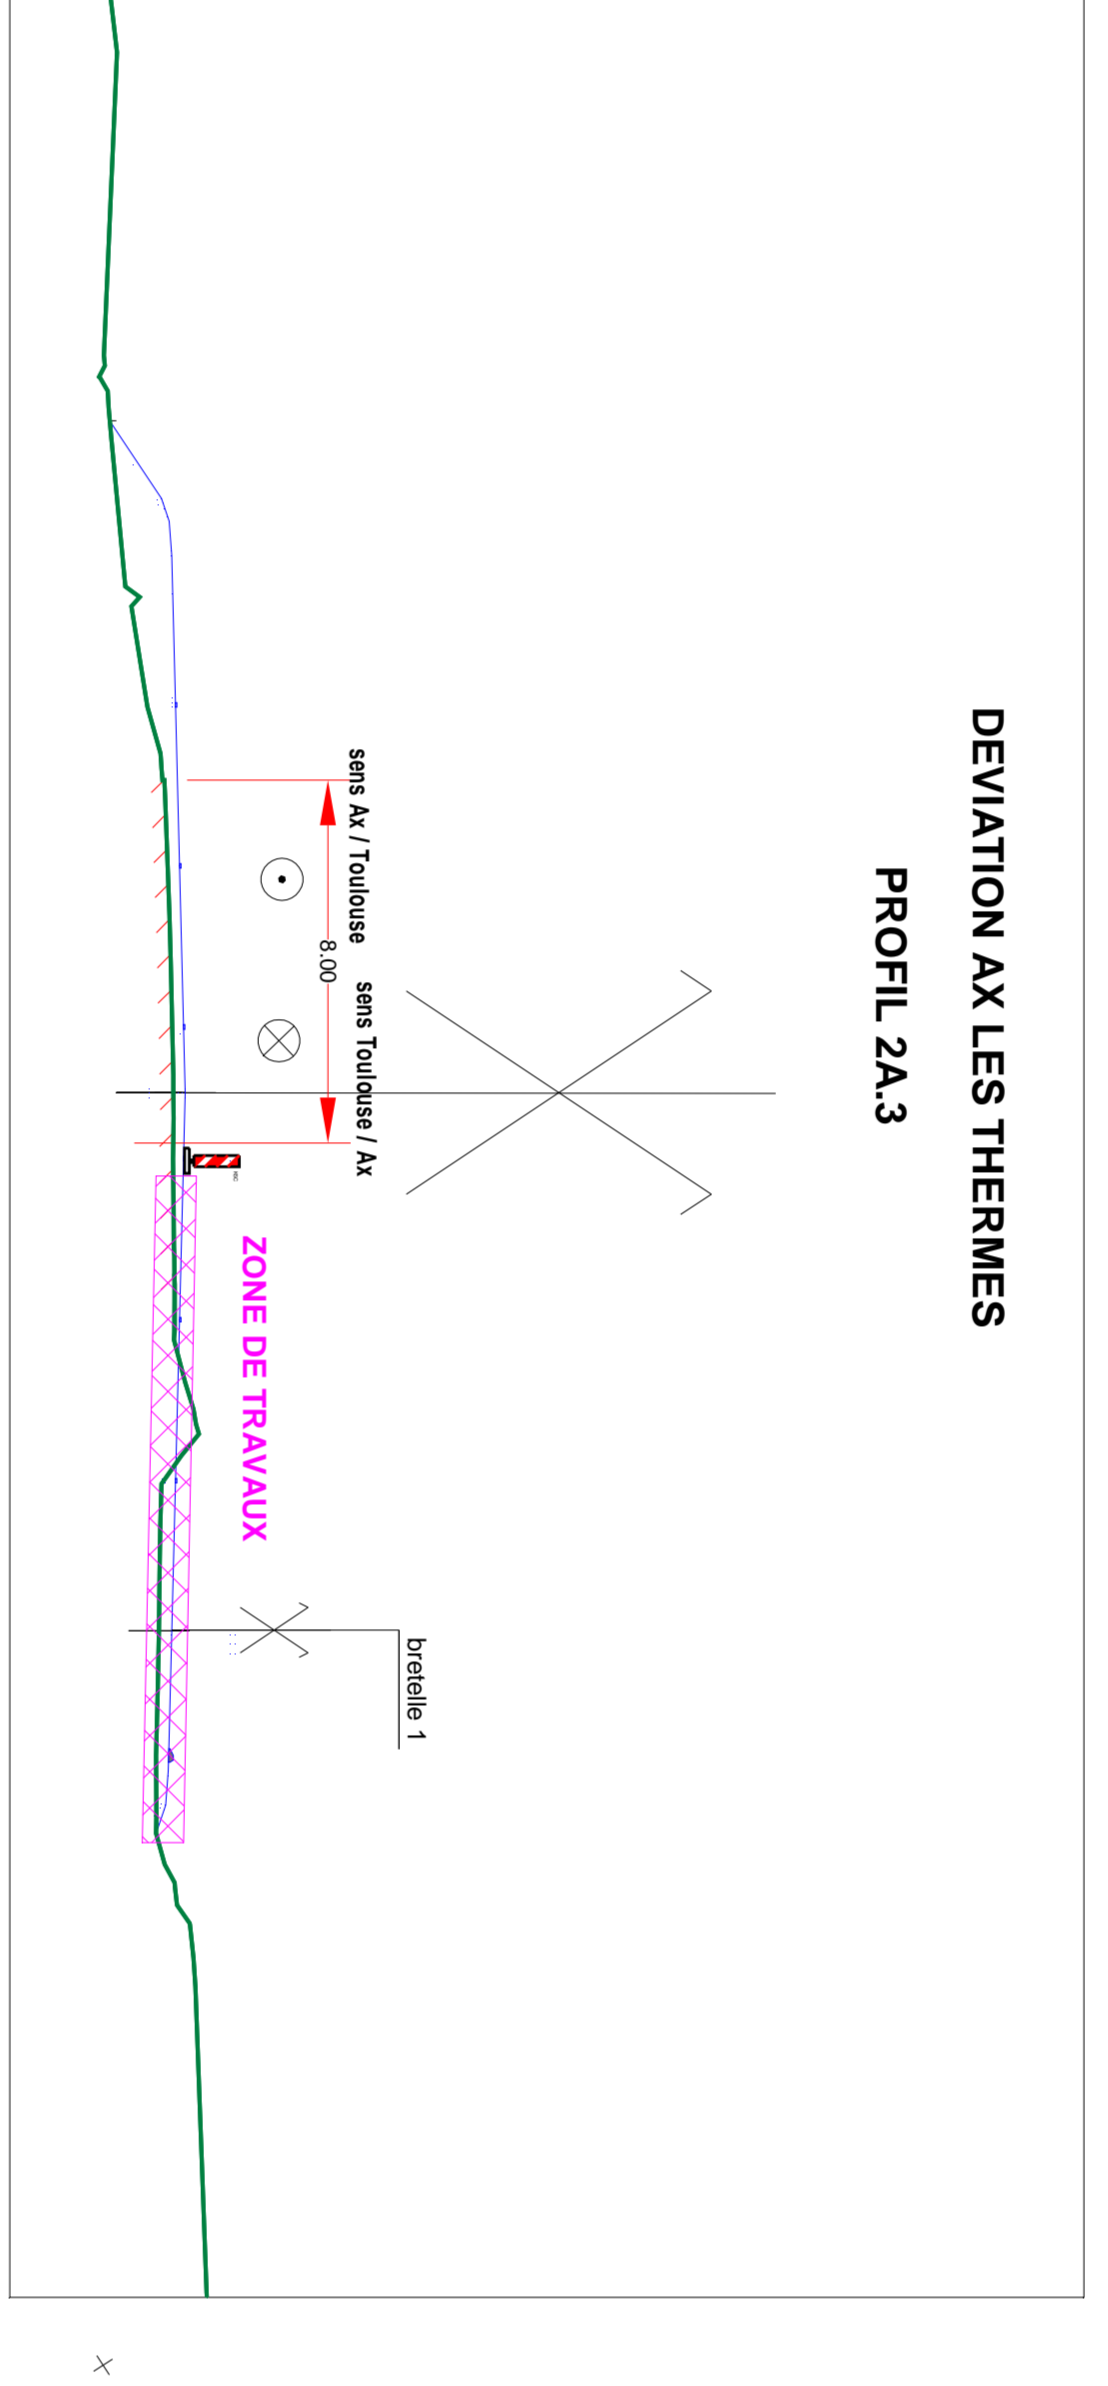 DEVIATION AX LES THERMES
PROFIL 2A.3
sens Ax / Toulouse
sens Toulouse / Ax
8.00
ZONE DE TRAVAUX
bretelle 1